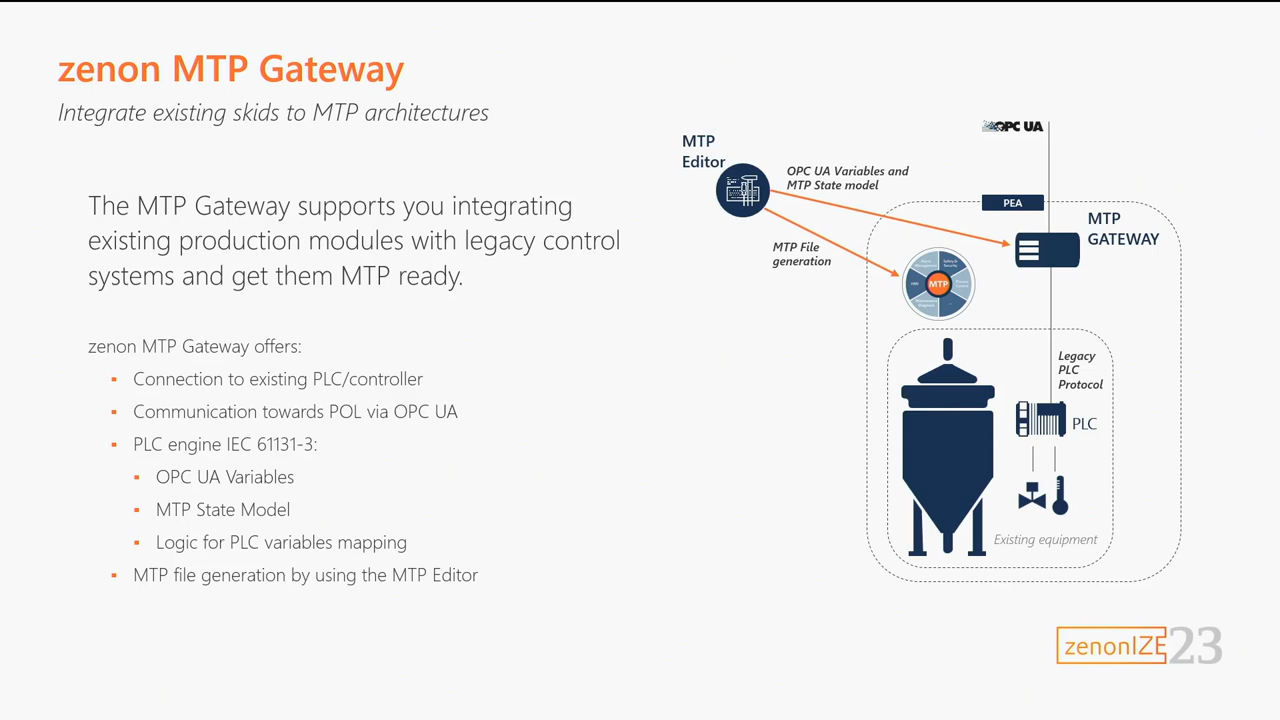 zenon MTP Gateway
Integrate existing skids to MTP architectures
The MTP Gateway supports you integrating
existing production modules with legacy control
systems and get them MTP ready.
zenon MTP Gateway offers:
▪ Connection to existing PLC/controller
▪ Communication towards POL via OPC UA
▪ PLC engine IEC 61131-3:
▪ OPC UA Variables
▪ MTP State Model
▪ Logic for PLC variables mapping
▪ MTP file generation by using the MTP Editor
MTP
Editor
OPC UA Variables and
MTP State model
MTP File
generation
OPC UA
PEA
MTP
GATEWAY
MTP
HMI
Safety &
Security
Legacy
PLC
Protocol
PLC
Existing equipment
zenonIZE23